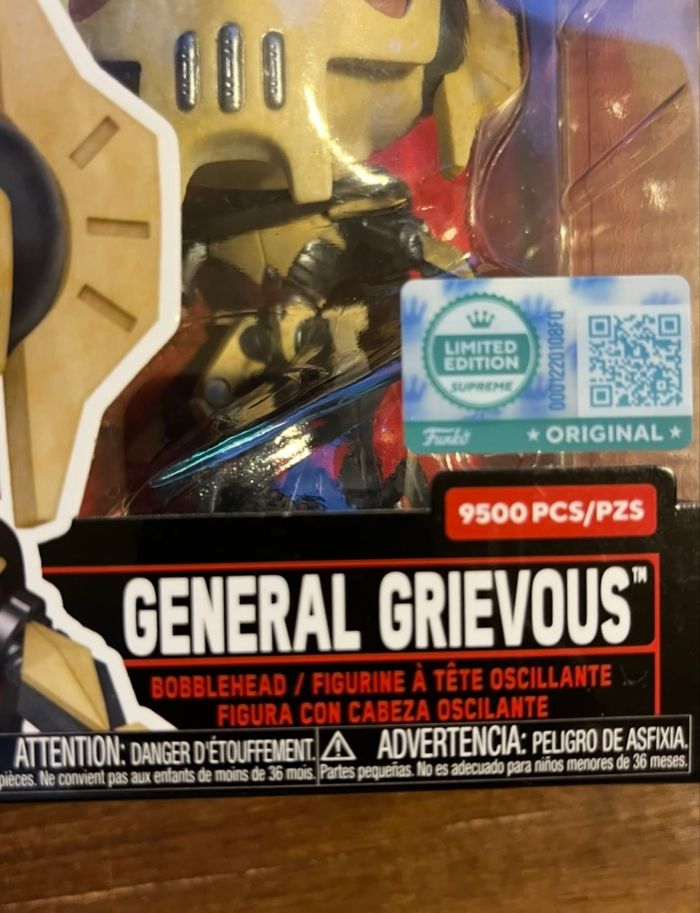 LIMITED
EDITION
SUPREME
0001220108FQ
Funko
★ ORIGINAL ★
9500 PCS/PZS
GENERAL GRIEVOUS™
BOBBLEHEAD / FIGURINE À TÊTE OSCILLANTE
FIGURA CON CABEZA OSCILANTE
ATTENTION: DANGER D'ÉTOUFFEMENT.
pièces. Ne convient pas aux enfants de moins de 36 mois.
ADVERTENCIA: PELIGRO DE ASFIXIA.
Partes pequeñas. No es adecuado para niños menores de 36 meses.